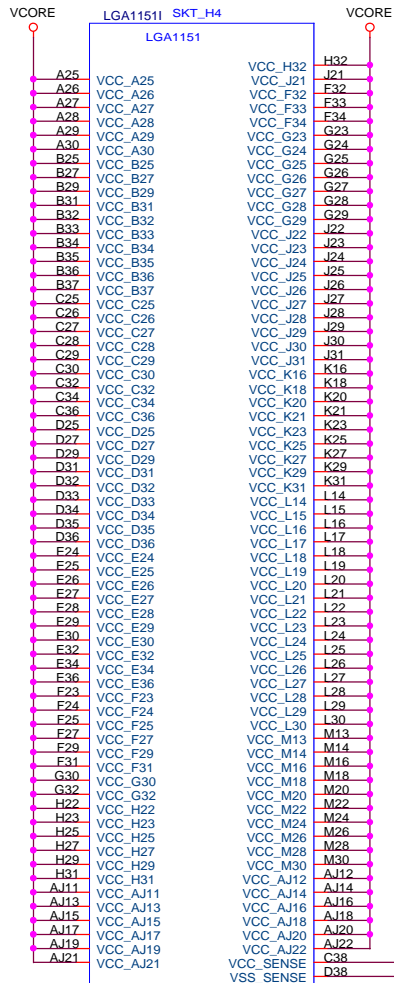 VCORE
LGA1151I SKT_H4
VCORE
LGA1151
A25 VCC_A25
A26 VCC_A26
A27 VCC_A27
A28 VCC_A28
A29 VCC_A29
A30 VCC_A30
B25 VCC_B25
B27 VCC_B27
B29 VCC_B29
B31 VCC_B31
B32 VCC_B32
B33 VCC_B33
B34 VCC_B34
B35 VCC_B35
B36 VCC_B36
B37 VCC_B37
C25 VCC_C25
C26 VCC_C26
C27 VCC_C27
C28 VCC_C28
C29 VCC_C29
C30 VCC_C30
C32 VCC_C32
C34 VCC_C34
C36 VCC_C36
D25 VCC_D25
D27 VCC_D27
D29 VCC_D29
D31 VCC_D31
D32 VCC_D32
D33 VCC_D33
D34 VCC_D34
D35 VCC_D35
D36 VCC_D36
E24 VCC_E24
E25 VCC_E25
E26 VCC_E26
E27 VCC_E27
E28 VCC_E28
E29 VCC_E29
E30 VCC_E30
E32 VCC_E32
E34 VCC_E34
E36 VCC_E36
F23 VCC_F23
F24 VCC_F24
F25 VCC_F25
F27 VCC_F27
F29 VCC_F29
F31 VCC_F31
G30 VCC_G30
G32 VCC_G32
H22 VCC_H22
H23 VCC_H23
H25 VCC_H25
H27 VCC_H27
H29 VCC_H29
H31 VCC_H31
AJ11 VCC_AJ11
AJ13 VCC_AJ13
AJ15 VCC_AJ15
AJ17 VCC_AJ17
AJ19 VCC_AJ19
AJ21 VCC_AJ21
VCC_H32 H32
VCC_J21 J21
VCC_F32 F32
VCC_F33 F33
VCC_F34 F34
VCC_G23 G23
VCC_G24 G24
VCC_G25 G25
VCC_G26 G26
VCC_G27 G27
VCC_G28 G28
VCC_G29 G29
VCC_J22 J22
VCC_J23 J23
VCC_J24 J24
VCC_J25 J25
VCC_J26 J26
VCC_J27 J27
VCC_J28 J28
VCC_J29 J29
VCC_J30 J30
VCC_J31 J31
VCC_K16 K16
VCC_K18 K18
VCC_K20 K20
VCC_K21 K21
VCC_K23 K23
VCC_K25 K25
VCC_K27 K27
VCC_K29 K29
VCC_K31 K31
VCC_L14 L14
VCC_L15 L15
VCC_L16 L16
VCC_L17 L17
VCC_L18 L18
VCC_L19 L19
VCC_L20 L20
VCC_L21 L21
VCC_L22 L22
VCC_L23 L23
VCC_L24 L24
VCC_L25 L25
VCC_L26 L26
VCC_L27 L27
VCC_L28 L28
VCC_L29 L29
VCC_L30 L30
VCC_M13 M13
VCC_M14 M14
VCC_M16 M16
VCC_M18 M18
VCC_M20 M20
VCC_M22 M22
VCC_M24 M24
VCC_M26 M26
VCC_M28 M28
VCC_M30 M30
VCC_AJ12 AJ12
VCC_AJ14 AJ14
VCC_AJ16 AJ16
VCC_AJ18 AJ18
VCC_AJ20 AJ20
VCC_AJ22 AJ22
VCC_SENSE C38
VSS_SENSE D38